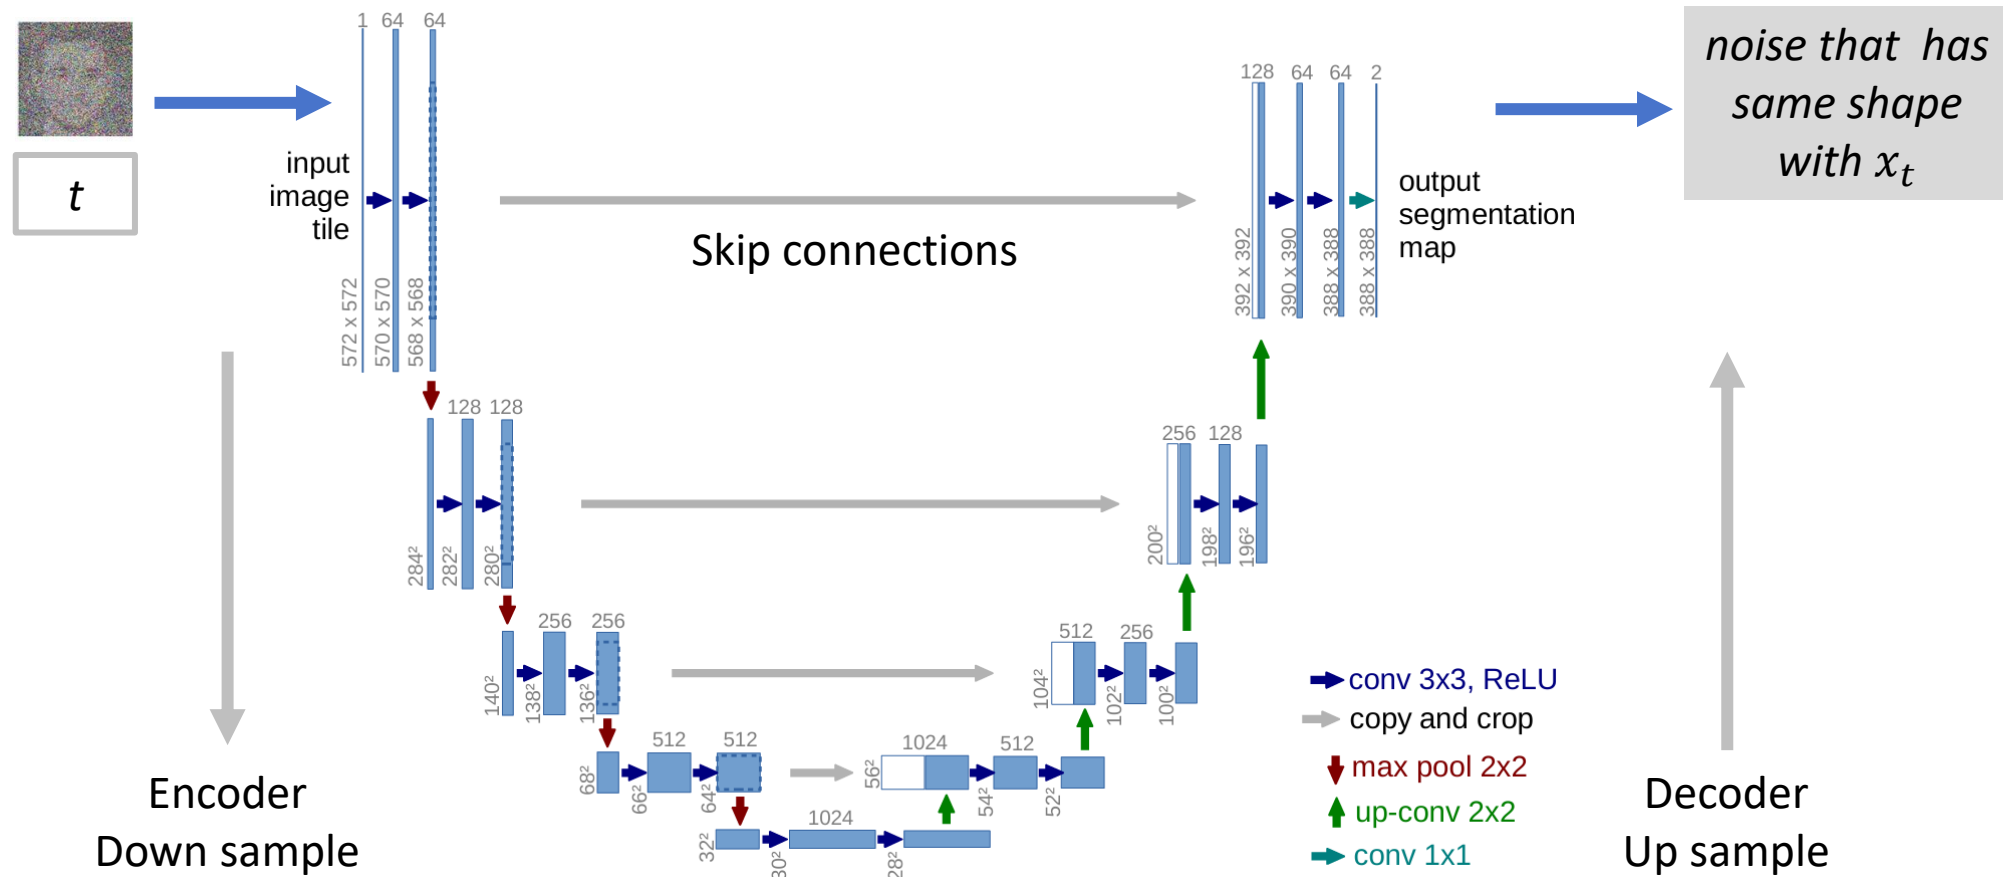 t
1 64 64
input
image
tile
572 x 572
570 x 570
568 x 568
128 128
284²
282²
280²
256 256
140²
138²
136²
512 512
68²
66²
64²
1024
32²
30²
28²
Skip connections
1024 512
56²
54²
52²
512 256
104²
102²
100²
256 128
200²
198²
196²
128 64 64 2
392 x 392
390 x 390
388 x 388
388 x 388
output
segmentation
map
noise that has
same shape
with xₜ
conv 3x3, ReLU
copy and crop
max pool 2x2
up-conv 2x2
conv 1x1
Encoder
Down sample
Decoder
Up sample